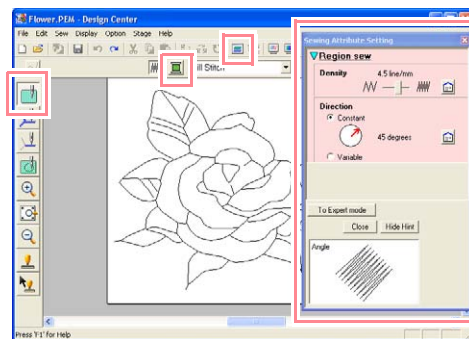 Flower.PEM - Design Center
File Edit Sew Display Option Stage Help
ill Stitch
Sewing Attribute Setting
Region sew
Density 4.5 line/mm
Direction
Constant
45 degrees
Variable
To Expert mode
Close Hide Hint
Angle
Press 'F1' for Help